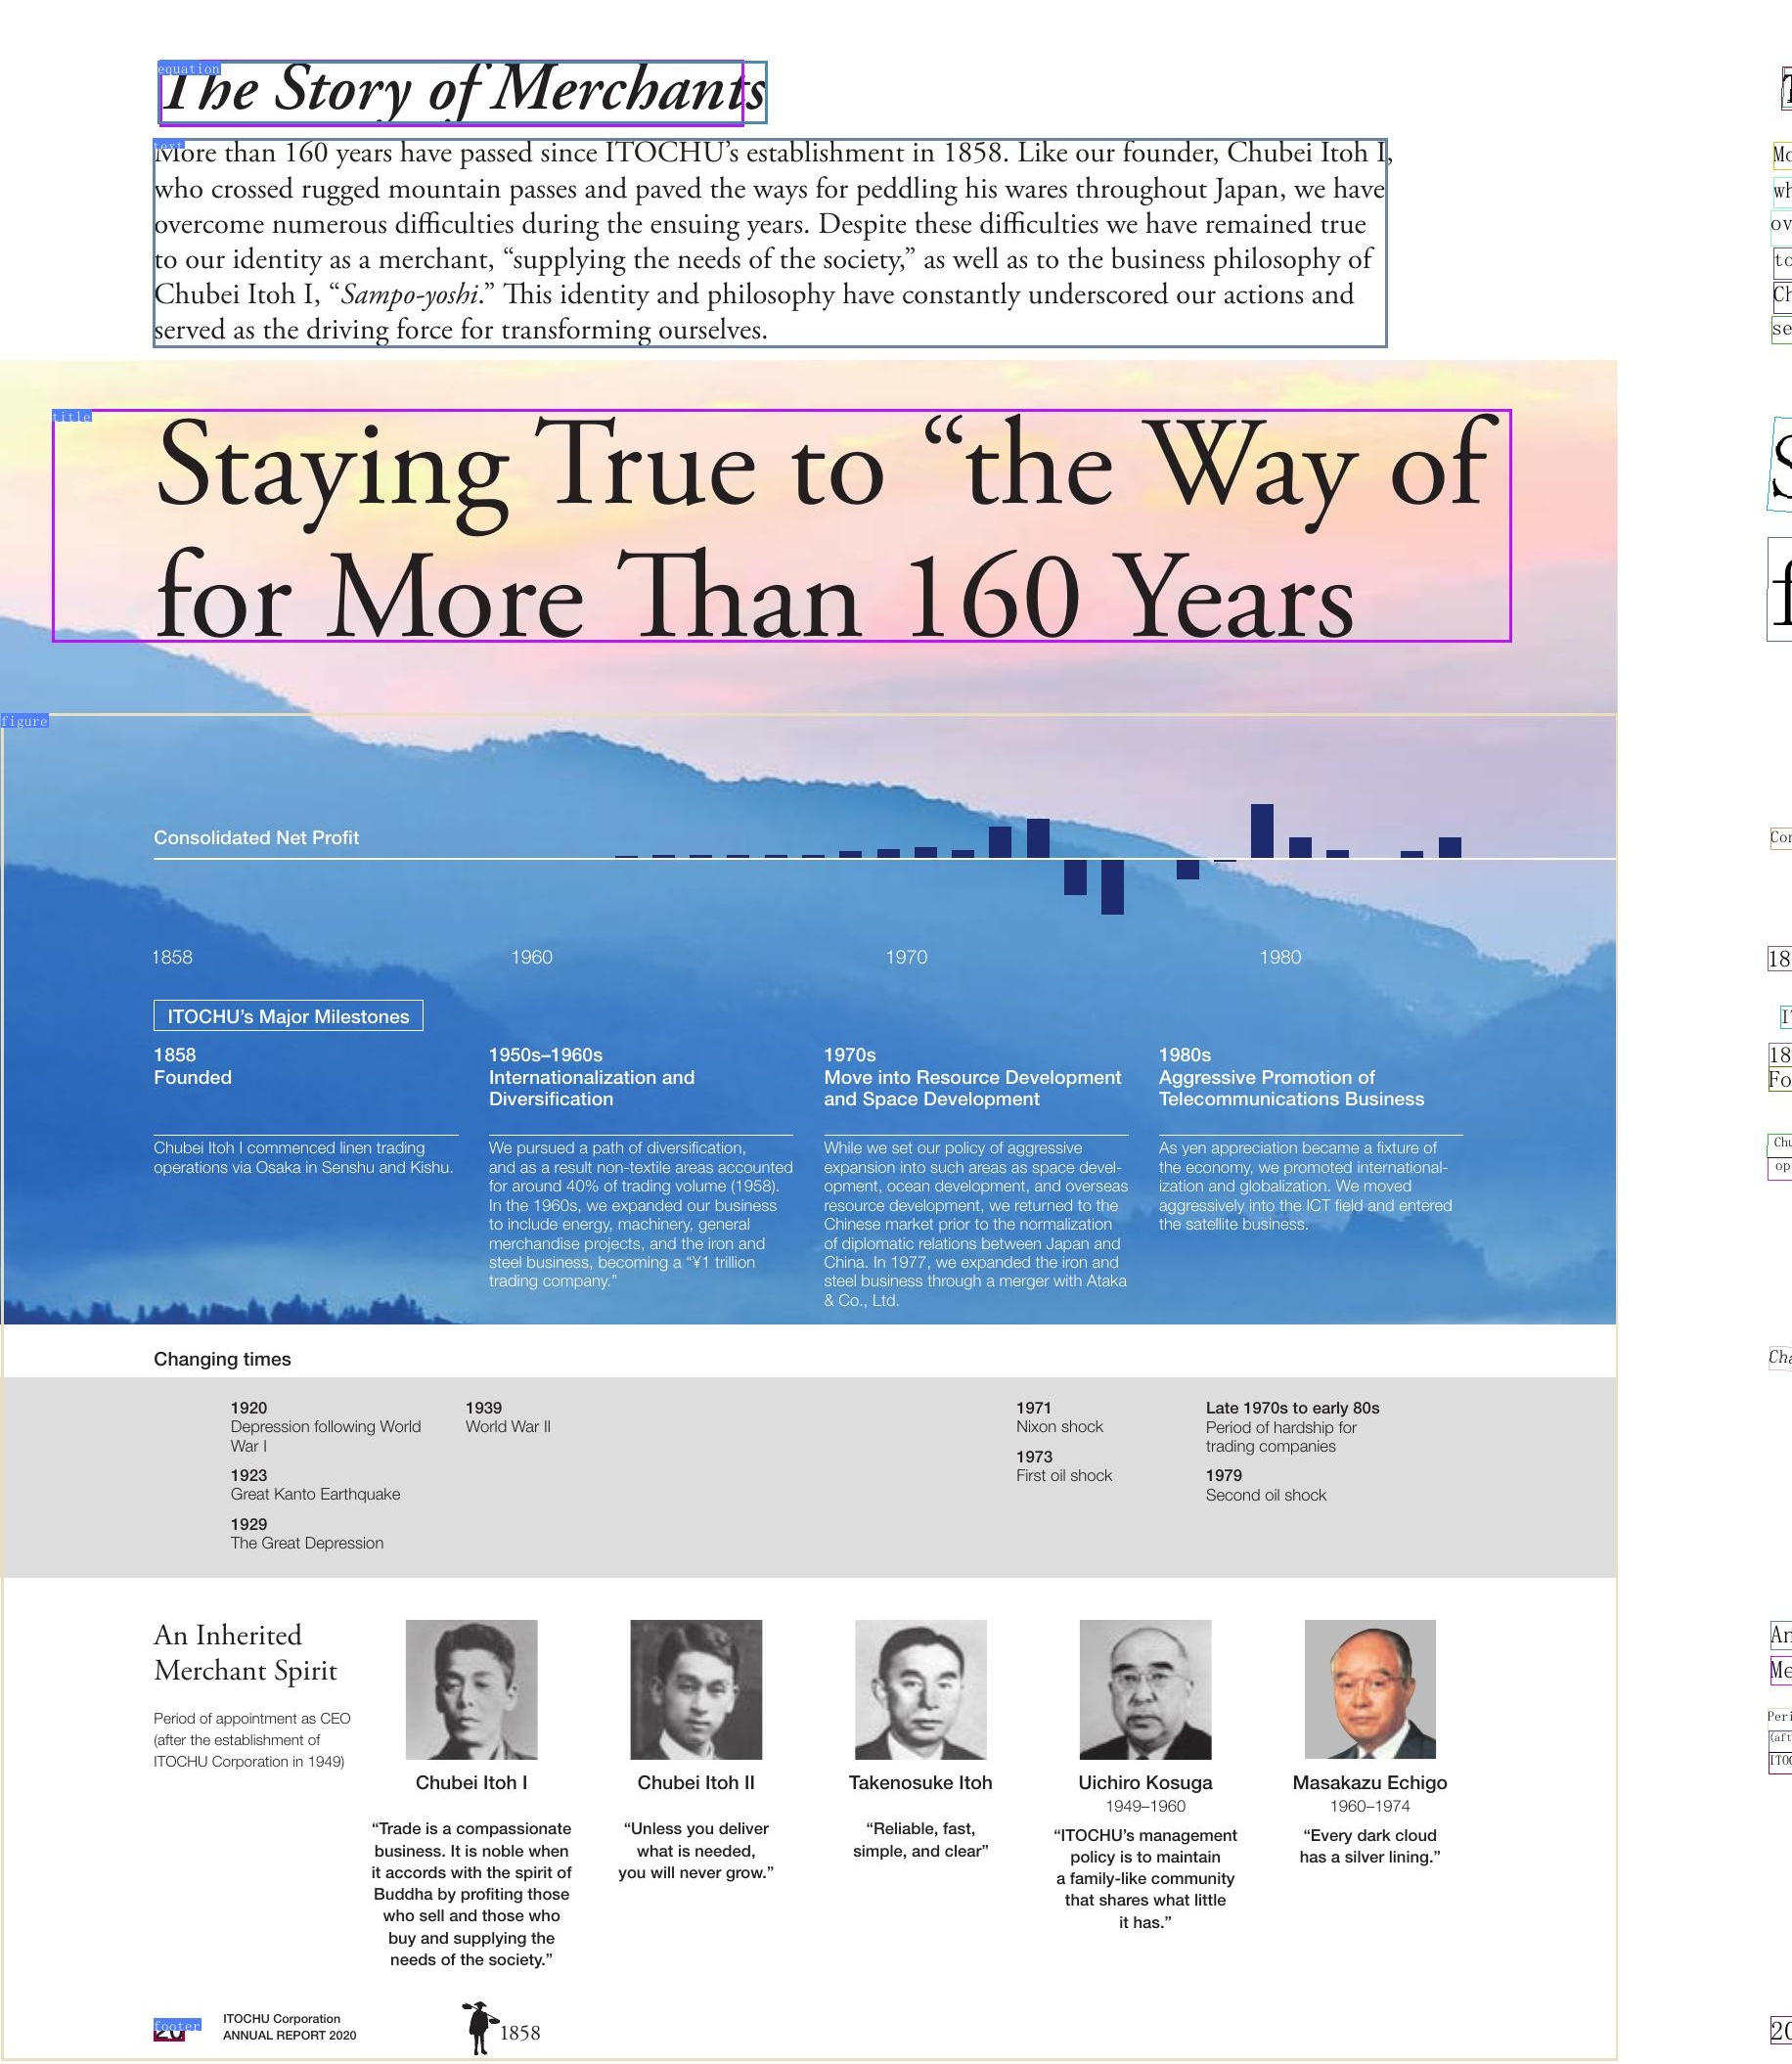 equation
The Story of Merchants
text
More than 160 years have passed since ITOCHU’s establishment in 1858. Like our founder, Chubei Itoh I,
who crossed rugged mountain passes and paved the ways for peddling his wares throughout Japan, we have
overcome numerous difficulties during the ensuing years. Despite these difficulties we have remained true
to our identity as a merchant, “supplying the needs of the society,” as well as to the business philosophy of
Chubei Itoh I, “Sampo-yoshi.” This identity and philosophy have constantly underscored our actions and
served as the driving force for transforming ourselves.
title
Staying True to “the Way of
for More Than 160 Years
figure
Consolidated Net Profit
1858 1960 1970 1980
ITOCHU’s Major Milestones
1858
Founded
Chubei Itoh I commenced linen trading
operations via Osaka in Senshu and Kishu.
1950s–1960s
Internationalization and
Diversification
We pursued a path of diversification,
and as a result non-textile areas accounted
for around 40% of trading volume (1958).
In the 1960s, we expanded our business
to include energy, machinery, general
merchandise projects, and the iron and
steel business, becoming a “¥1 trillion
trading company.”
1970s
Move into Resource Development
and Space Development
While we set our policy of aggressive
expansion into such areas as space devel-
opment, ocean development, and overseas
resource development, we returned to the
Chinese market prior to the normalization
of diplomatic relations between Japan and
China. In 1977, we expanded the iron and
steel business through a merger with Ataka
& Co., Ltd.
1980s
Aggressive Promotion of
Telecommunications Business
As yen appreciation became a fixture of
the economy, we promoted international-
ization and globalization. We moved
aggressively into the ICT field and entered
the satellite business.
Changing times
1920
Depression following World
War I
1923
Great Kanto Earthquake
1929
The Great Depression
1939
World War II
1971
Nixon shock
1973
First oil shock
Late 1970s to early 80s
Period of hardship for
trading companies
1979
Second oil shock
An Inherited
Merchant Spirit
Period of appointment as CEO
(after the establishment of
ITOCHU Corporation in 1949)
Chubei Itoh I
“Trade is a compassionate
business. It is noble when
it accords with the spirit of
Buddha by profiting those
who sell and those who
buy and supplying the
needs of the society.”
Chubei Itoh II
“Unless you deliver
what is needed,
you will never grow.”
Takenosuke Itoh
“Reliable, fast,
simple, and clear”
Uichiro Kosuga
1949–1960
“ITOCHU’s management
policy is to maintain
a family-like community
that shares what little
it has.”
Masakazu Echigo
1960–1974
“Every dark cloud
has a silver lining.”
footer
20
ITOCHU Corporation
ANNUAL REPORT 2020
1858